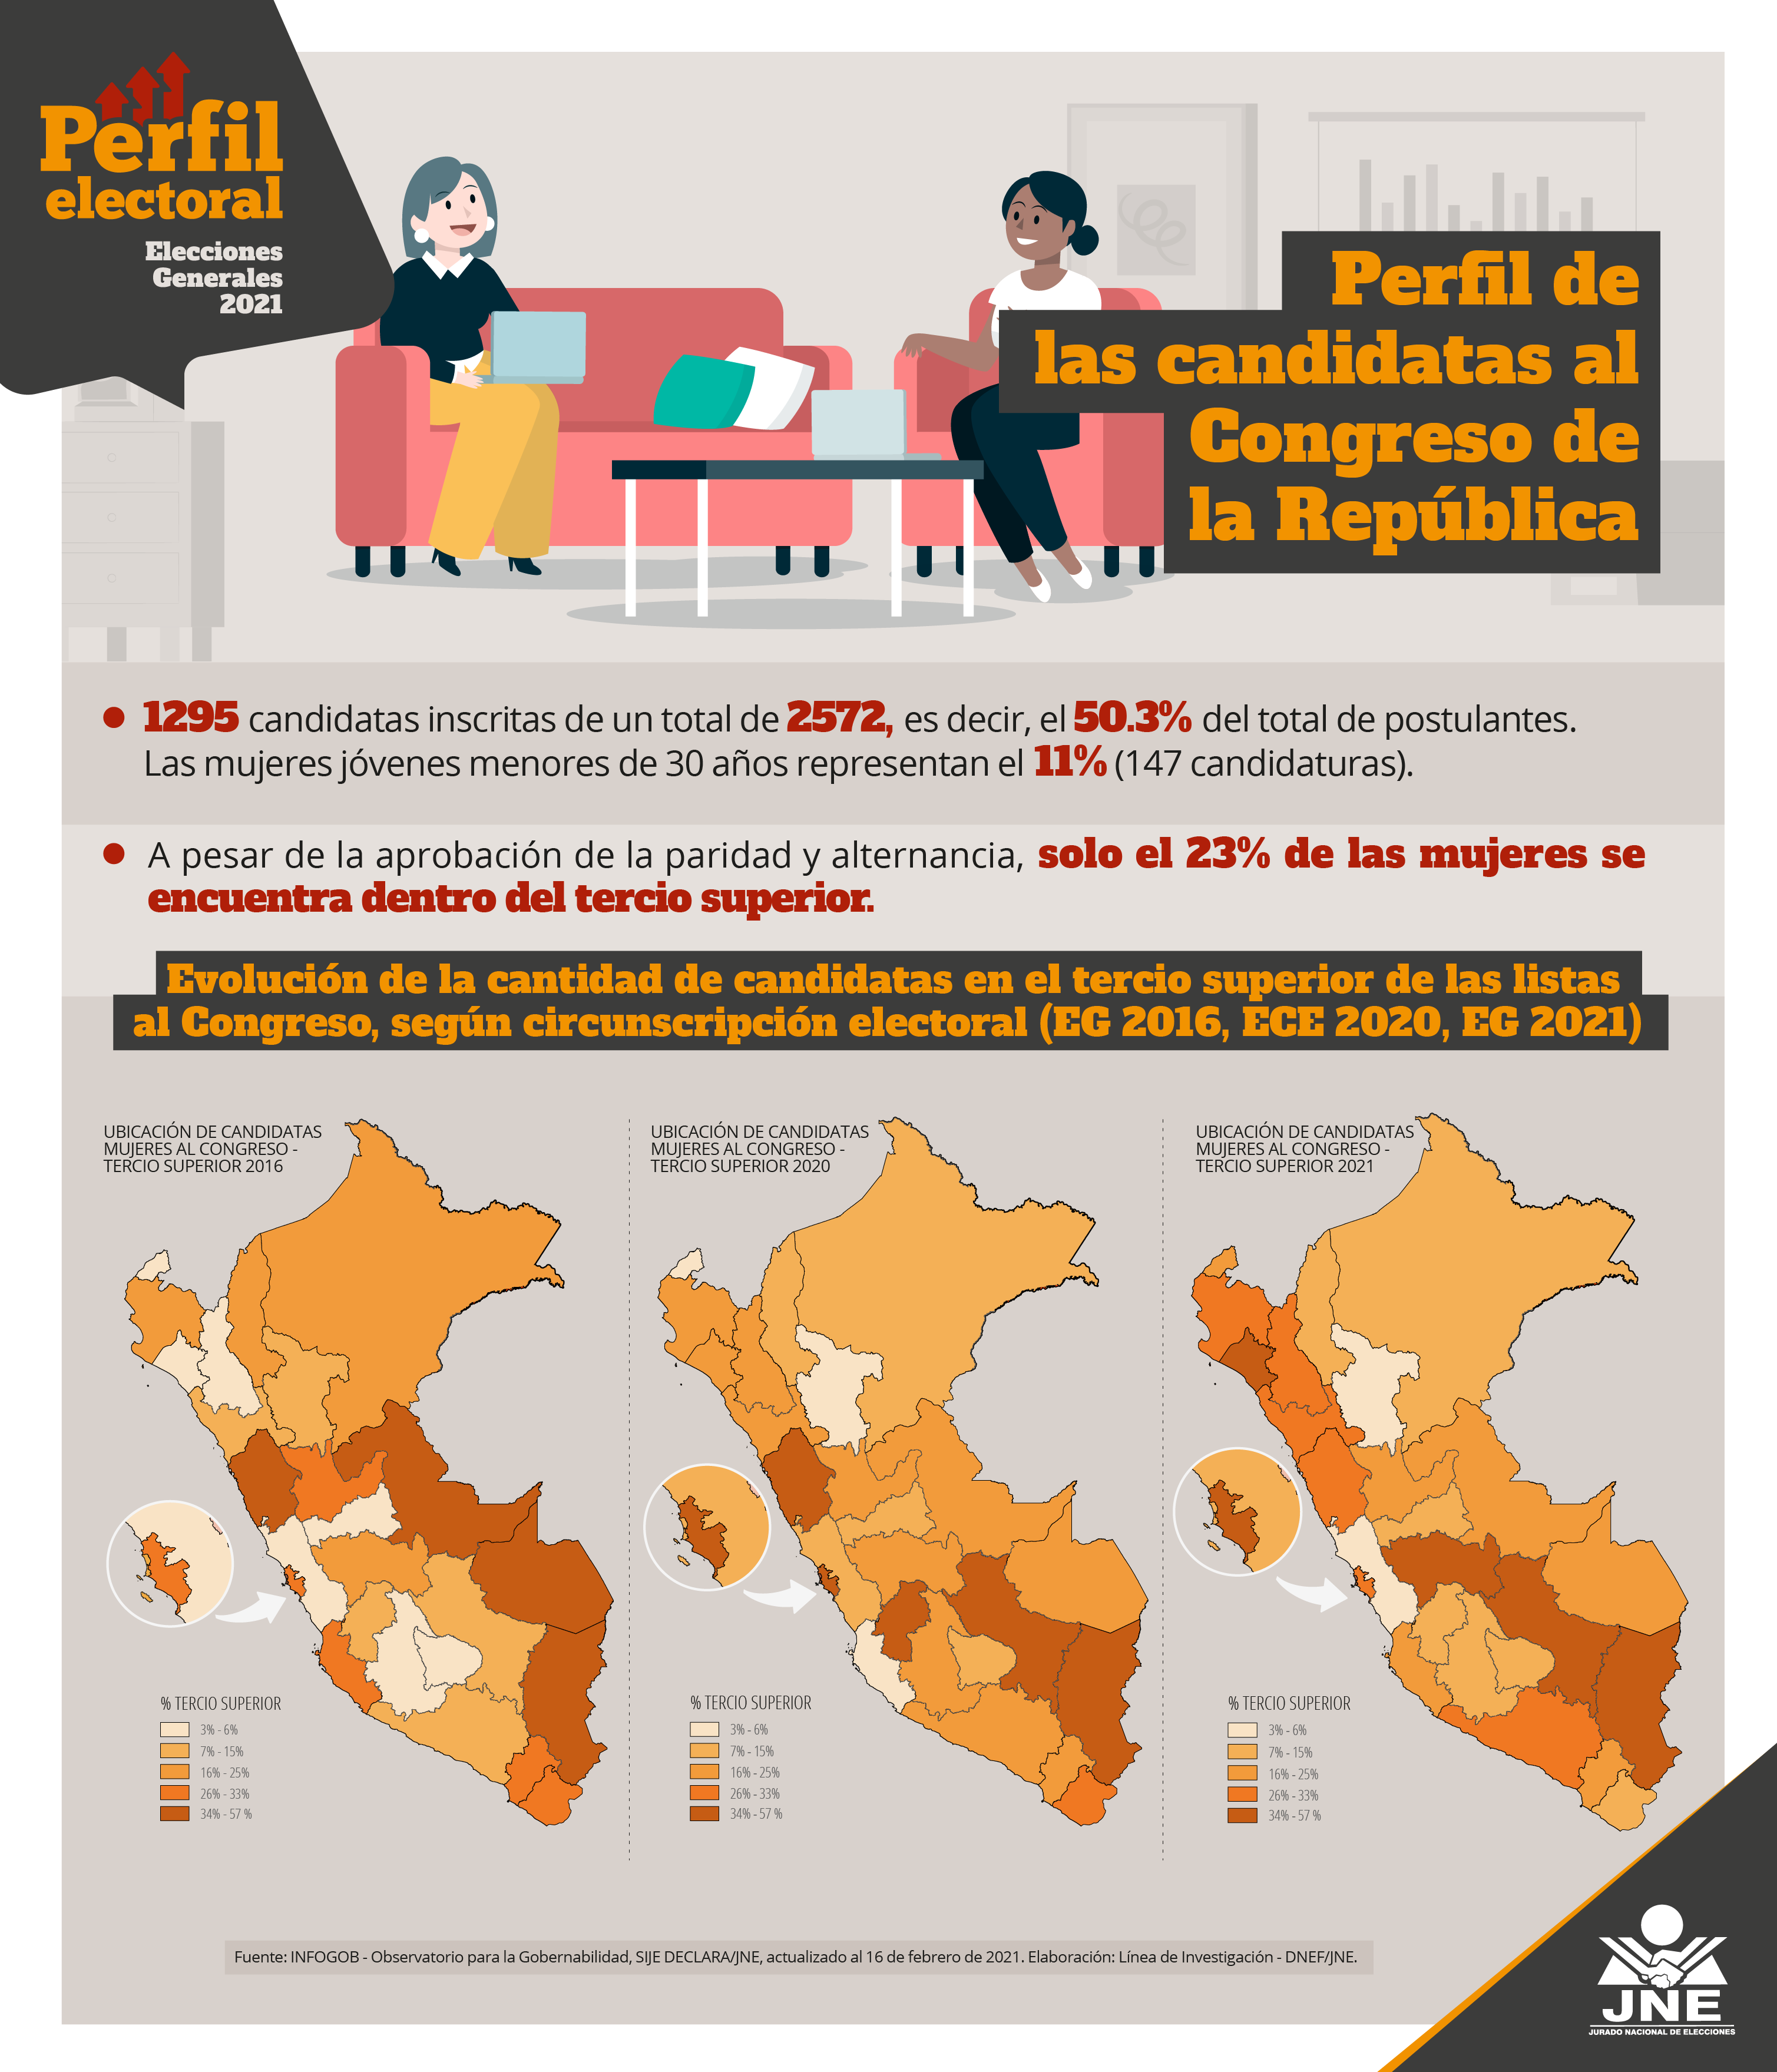 Perfil
electoral
Elecciones
Generales
2021
Perfil de
las candidatas al
Congreso de
la República
1295 candidatas inscritas de un total de 2572, es decir, el 50.3% del total de postulantes.
Las mujeres jóvenes menores de 30 años representan el 11% (147 candidaturas).
A pesar de la aprobación de la paridad y alternancia, solo el 23% de las mujeres se
encuentra dentro del tercio superior.
Evolución de la cantidad de candidatas en el tercio superior de las listas
al Congreso, según circunscripción electoral (EG 2016, ECE 2020, EG 2021)
UBICACIÓN DE CANDIDATAS
MUJERES AL CONGRESO -
TERCIO SUPERIOR 2016
% TERCIO SUPERIOR
3% - 6%
7% - 15%
16% - 25%
26% - 33%
34% - 57 %
UBICACIÓN DE CANDIDATAS
MUJERES AL CONGRESO -
TERCIO SUPERIOR 2020
% TERCIO SUPERIOR
3% - 6%
7% - 15%
16% - 25%
26% - 33%
34% - 57 %
UBICACIÓN DE CANDIDATAS
MUJERES AL CONGRESO -
TERCIO SUPERIOR 2021
% TERCIO SUPERIOR
3% - 6%
7% - 15%
16% - 25%
26% - 33%
34% - 57 %
Fuente: INFOGOB - Observatorio para la Gobernabilidad, SIJE DECLARA/JNE, actualizado al 16 de febrero de 2021. Elaboración: Línea de Investigación - DNEF/JNE.
JNE
JURADO NACIONAL DE ELECCIONES